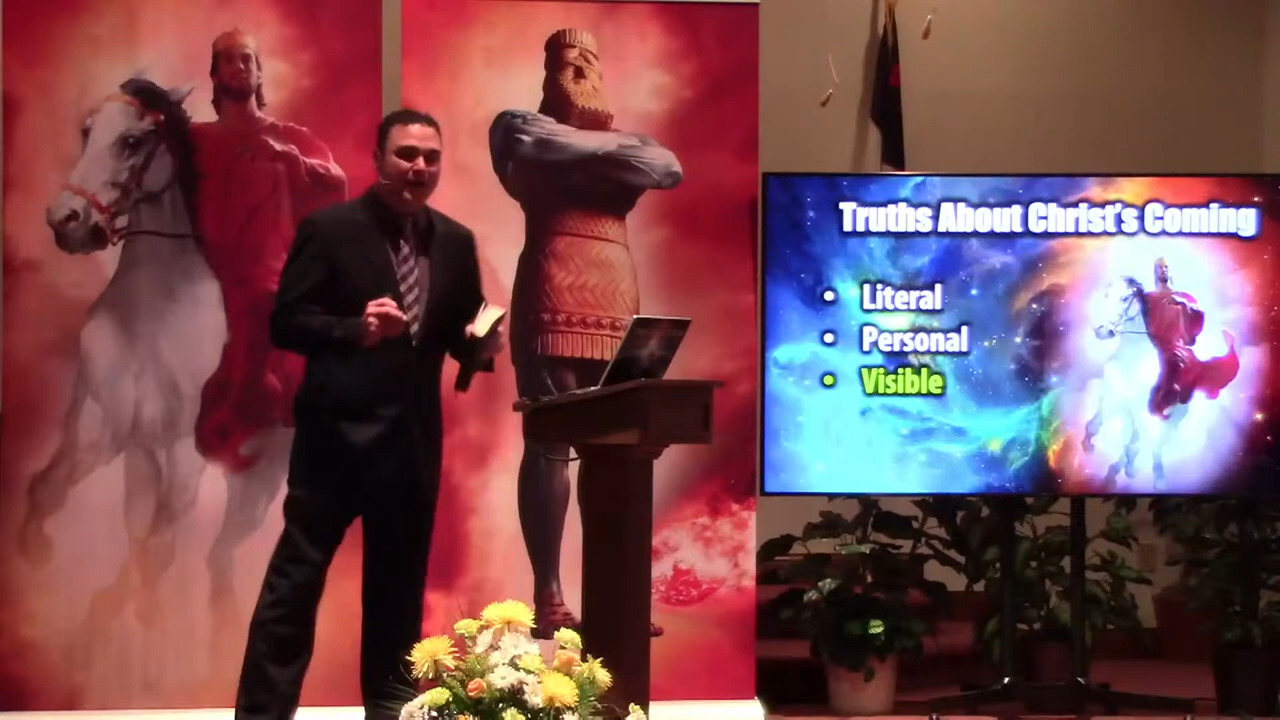 Truths About Christ's Coming
• Literal
• Personal
• Visible